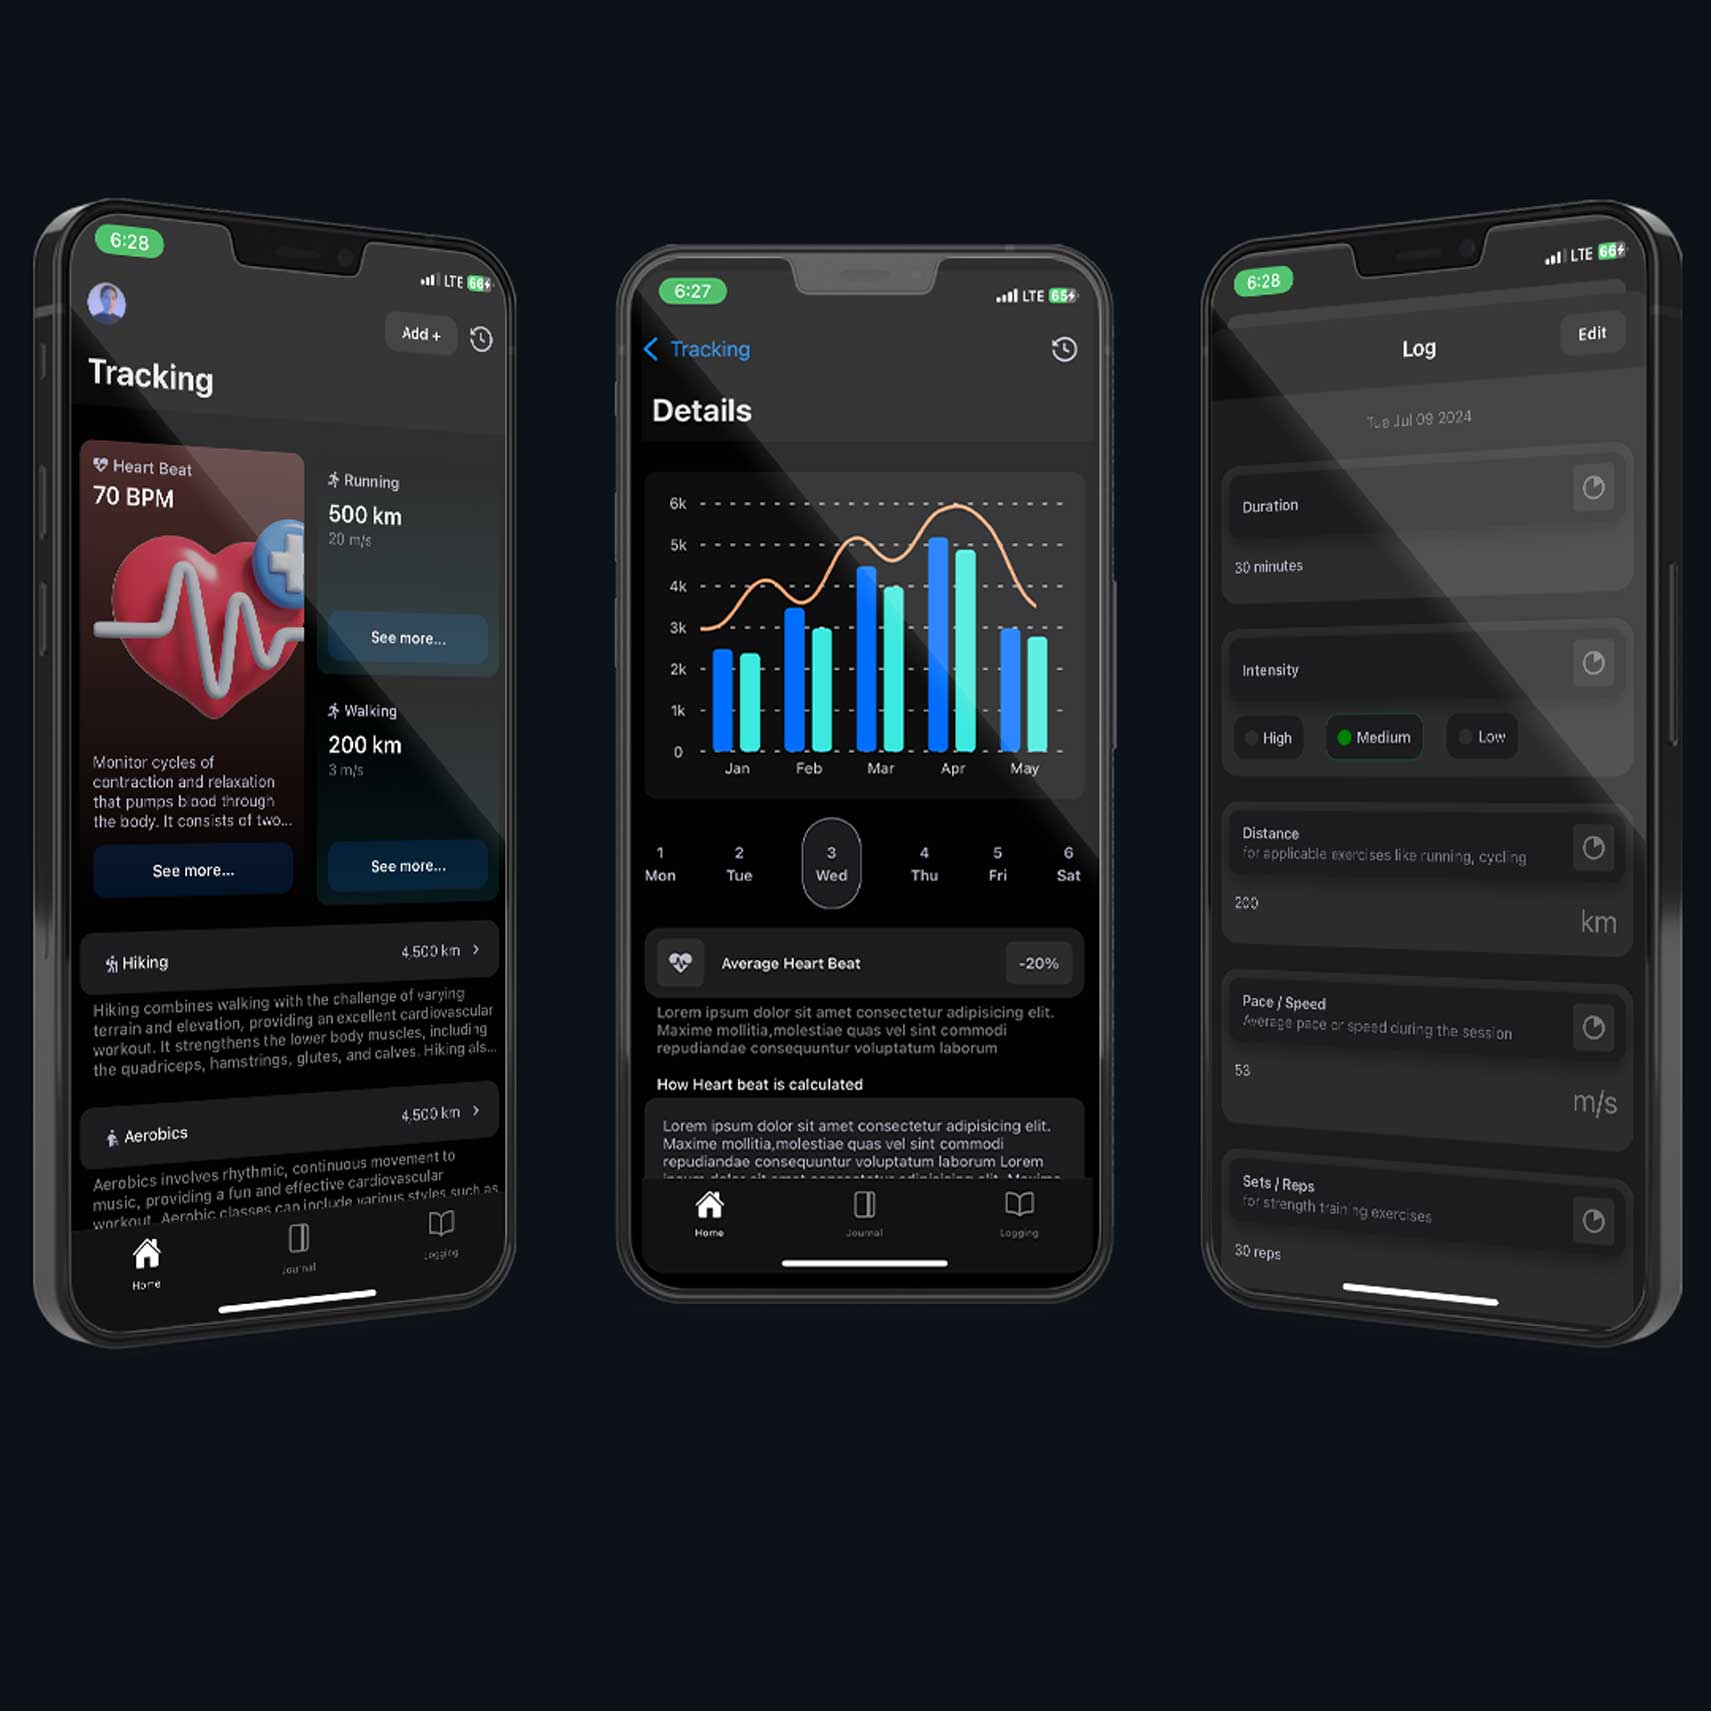 6:28
LTE 66
Add +
Tracking
Heart Beat
70 BPM
Monitor cycles of
contraction and relaxation
that pumps blood through
the body. It consists of two...
See more...
Running
500 km
20 m/s
See more...
Walking
200 km
3 m/s
See more...
Hiking
4,500 km
Hiking combines walking with the challenge of varying
terrain and elevation, providing an excellent cardiovascular
workout. It strengthens the lower body muscles, including
the quadriceps, hamstrings, glutes, and calves. Hiking als...
Aerobics
4,500 km
Aerobics involves rhythmic, continuous movement to
music, providing a fun and effective cardiovascular
workout. Aerobic classes can include various styles such as
Home
Journal
Logging
6:27
LTE 65
Tracking
Details
6k
5k
4k
3k
2k
1k
0
Jan Feb Mar Apr May
1 2 3 4 5 6
Mon Tue Wed Thu Fri Sat
Average Heart Beat
-20%
Lorem ipsum dolor sit amet consectetur adipisicing elit.
Maxime mollitia,molestiae quas vel sint commodi
repudiandae consequuntur voluptatum laborum
How Heart beat is calculated
Lorem ipsum dolor sit amet consectetur adipisicing elit.
Maxime mollitia,molestiae quas vel sint commodi
repudiandae consequuntur voluptatum laborum Lorem
Home
Journal
Logging
6:28
LTE 66
Log
Edit
Tue Jul 09 2024
Duration
30 minutes
Intensity
High
Medium
Low
Distance
for applicable exercises like running, cycling
200
km
Pace / Speed
Average pace or speed during the session
53
m/s
Sets / Reps
for strength training exercises
30 reps